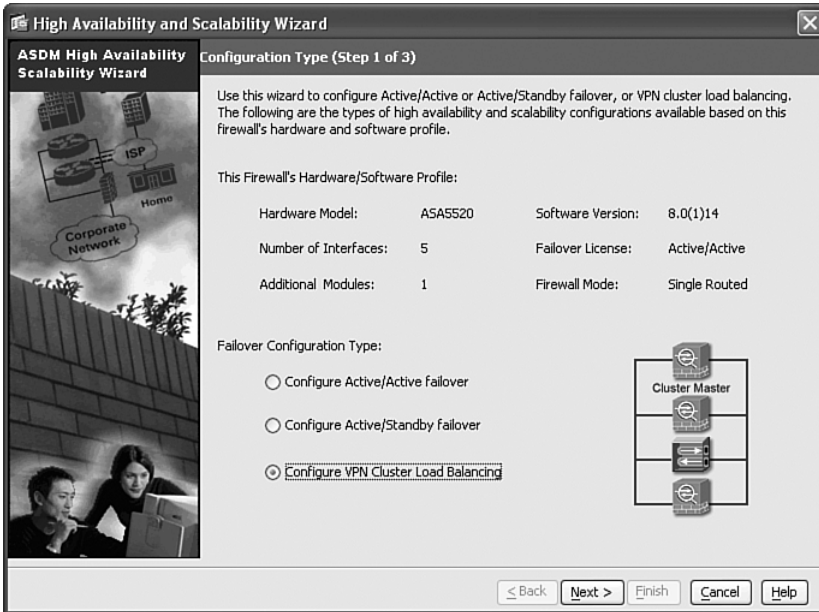 High Availability and Scalability Wizard
ASDM High Availability
Scalability Wizard
Configuration Type (Step 1 of 3)
ISP
Home
Corporate
Network
Use this wizard to configure Active/Active or Active/Standby failover, or VPN cluster load balancing.
The following are the types of high availability and scalability configurations available based on this
firewall's hardware and software profile.
This Firewall's Hardware/Software Profile:
Hardware Model: ASA5520 Software Version: 8.0(1)14
Number of Interfaces: 5 Failover License: Active/Active
Additional Modules: 1 Firewall Mode: Single Routed
Failover Configuration Type:
Configure Active/Active failover
Configure Active/Standby failover
Configure VPN Cluster Load Balancing
Cluster Master
< Back Next > Finish Cancel Help